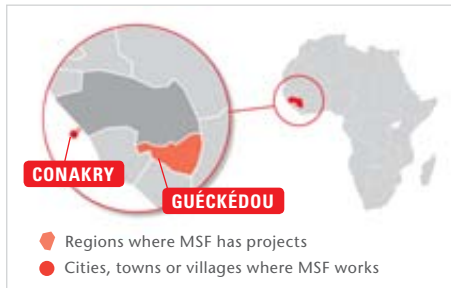 CONAKRY
GUÉCKÉDOU
Regions where MSF has projects
Cities, towns or villages where MSF works